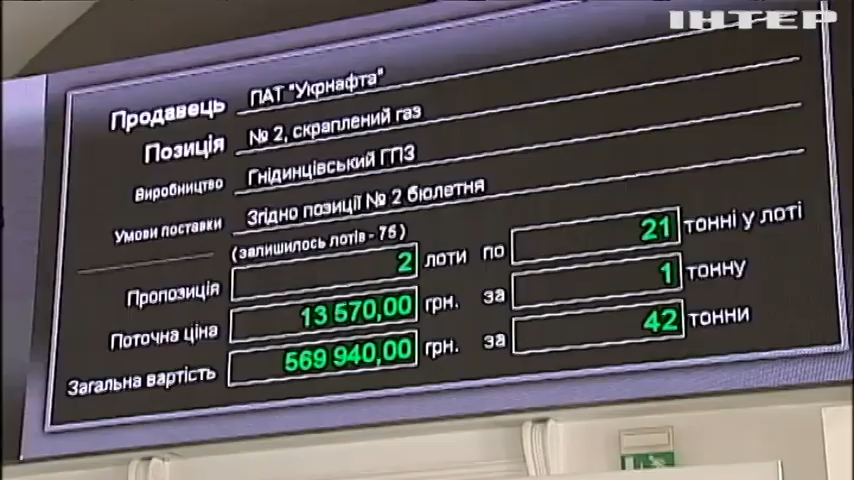 ІНТЕР
Продавець ПАТ "Укрнафта"
Позиція № 2, скраплений газ
Виробництво Гнідинцівський ГПЗ
Умови поставки Згідно позиції № 2 бюлетня
(залишилось лотів - 76)
Пропозиція 2 лоти по 21 тонні у лоті
Поточна ціна 13 570,00 грн. за 1 тонну
Загальна вартість 569 940,00 грн. за 42 тонни